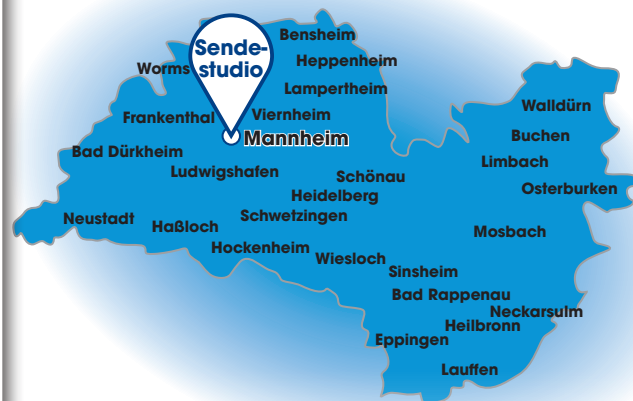 Bensheim
Sende-
studio
Heppenheim
Worms
Lampertheim
Walldürn
Frankenthal
Viernheim
Mannheim
Buchen
Bad Dürkheim
Limbach
Ludwigshafen
Schönau
Osterburken
Heidelberg
Neustadt
Haßloch
Schwetzingen
Mosbach
Hockenheim
Wiesloch
Sinsheim
Bad Rappenau
Neckarsulm
Heilbronn
Eppingen
Lauffen